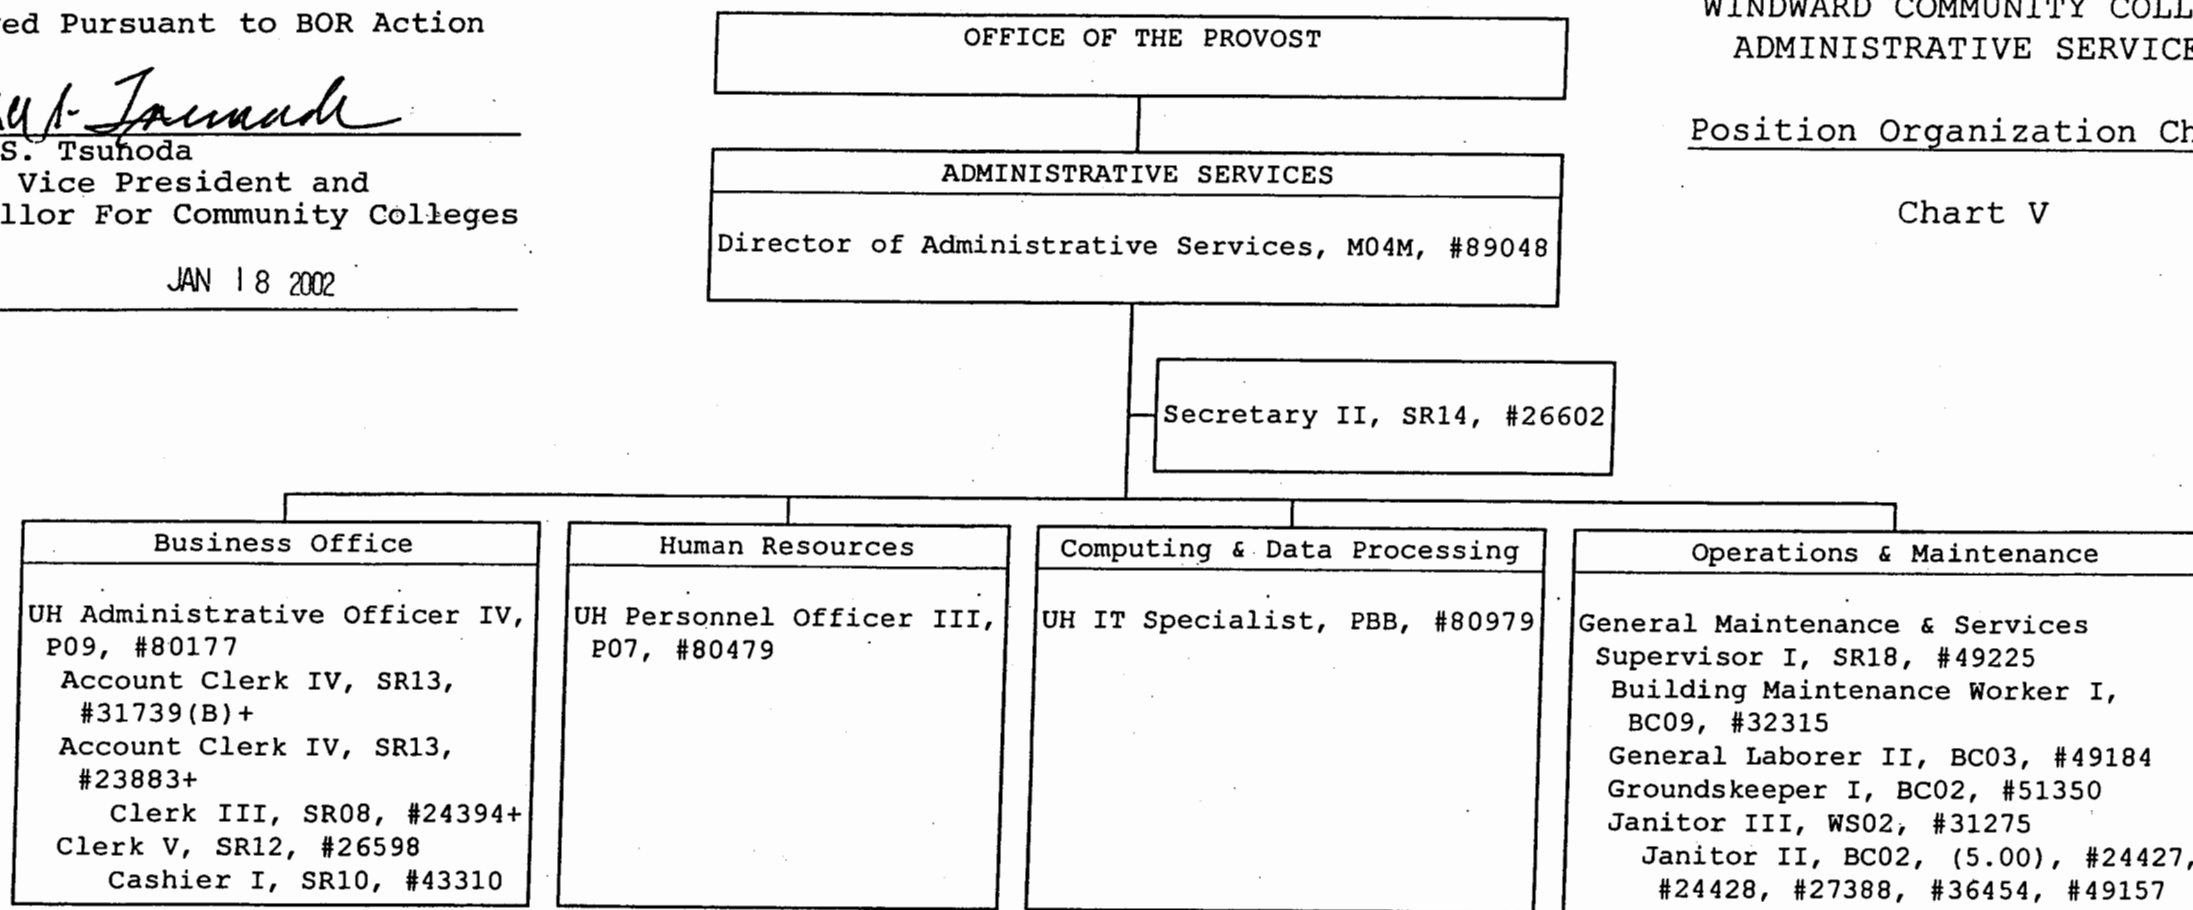 ed Pursuant to BOR Action
S. Tsunoda
Vice President and
llor For Community Colleges
JAN 18 2002
WINDWARD COMMUNITY COLL
ADMINISTRATIVE SERVICE
Position Organization Ch
Chart V
OFFICE OF THE PROVOST
ADMINISTRATIVE SERVICES
Director of Administrative Services, M04M, #89048
Secretary II, SR14, #26602
Business Office
UH Administrative Officer IV,
P09, #80177
Account Clerk IV, SR13,
#31739(B)+
Account Clerk IV, SR13,
#23883+
Clerk III, SR08, #24394+
Clerk V, SR12, #26598
Cashier I, SR10, #43310
Human Resources
UH Personnel Officer III,
P07, #80479
Computing & Data Processing
UH IT Specialist, PBB, #80979
Operations & Maintenance
General Maintenance & Services
Supervisor I, SR18, #49225
Building Maintenance Worker I,
BC09, #32315
General Laborer II, BC03, #49184
Groundskeeper I, BC02, #51350
Janitor III, WS02, #31275
Janitor II, BC02, (5.00), #24427,
#24428, #27388, #36454, #49157